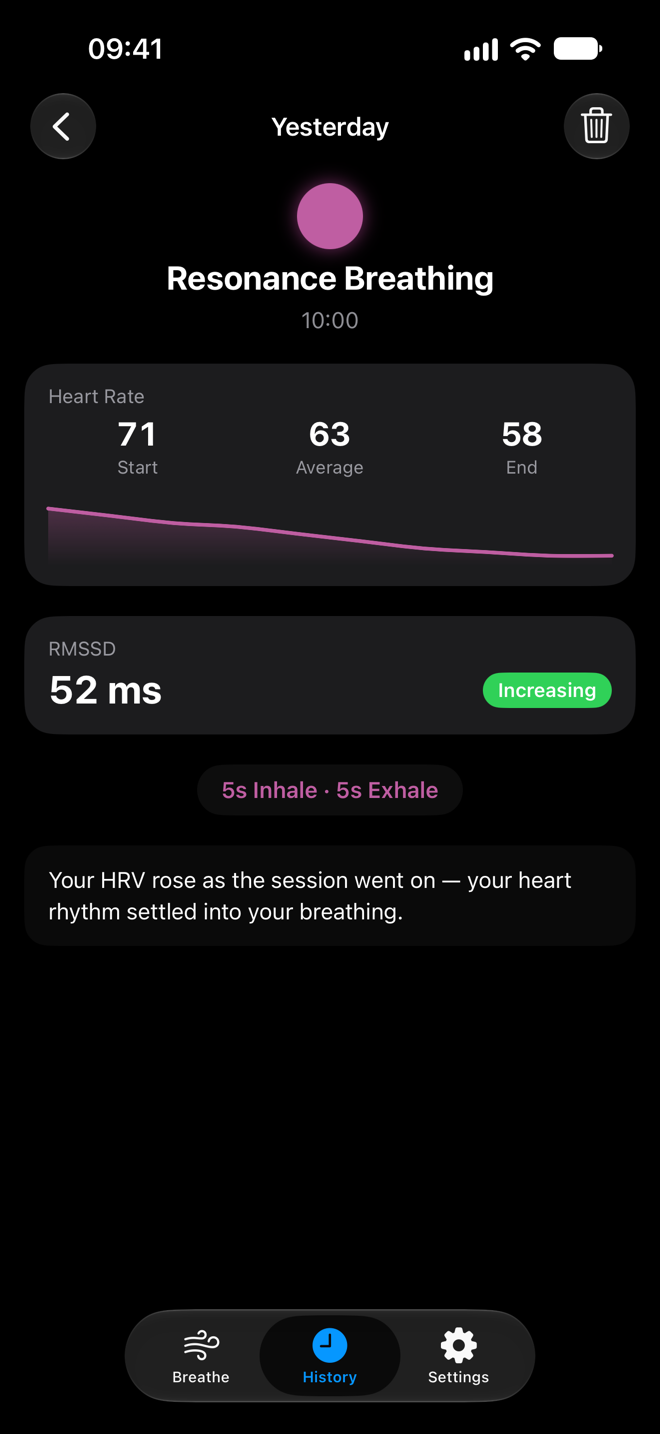 09:41
Yesterday
Resonance Breathing
10:00
Heart Rate
71 63 58
Start Average End
RMSSD
52 ms
Increasing
5s Inhale · 5s Exhale
Your HRV rose as the session went on — your heart
rhythm settled into your breathing.
Breathe History Settings